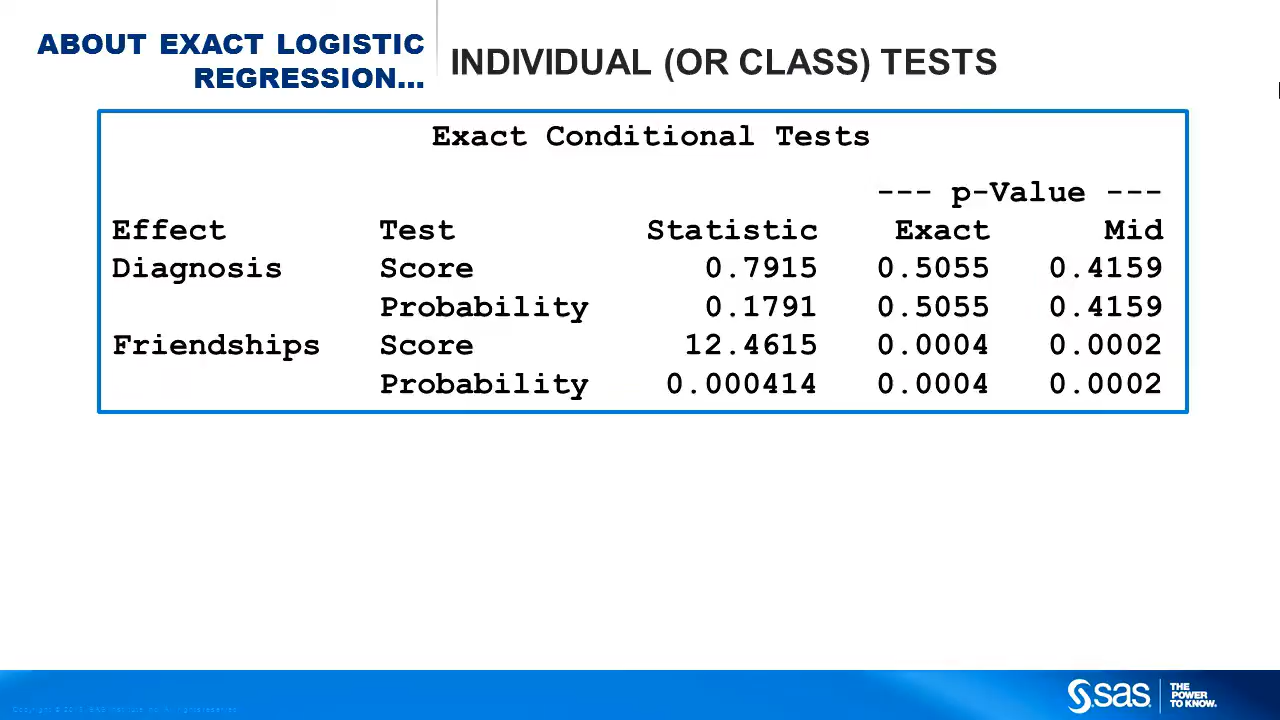 ABOUT EXACT LOGISTIC
REGRESSION...
INDIVIDUAL (OR CLASS) TESTS
Exact Conditional Tests
--- p-Value ---
Effect Test Statistic Exact Mid
Diagnosis Score 0.7915 0.5055 0.4159
Probability 0.1791 0.5055 0.4159
Friendships Score 12.4615 0.0004 0.0002
Probability 0.000414 0.0004 0.0002
sas
THE
POWER
TO KNOW.